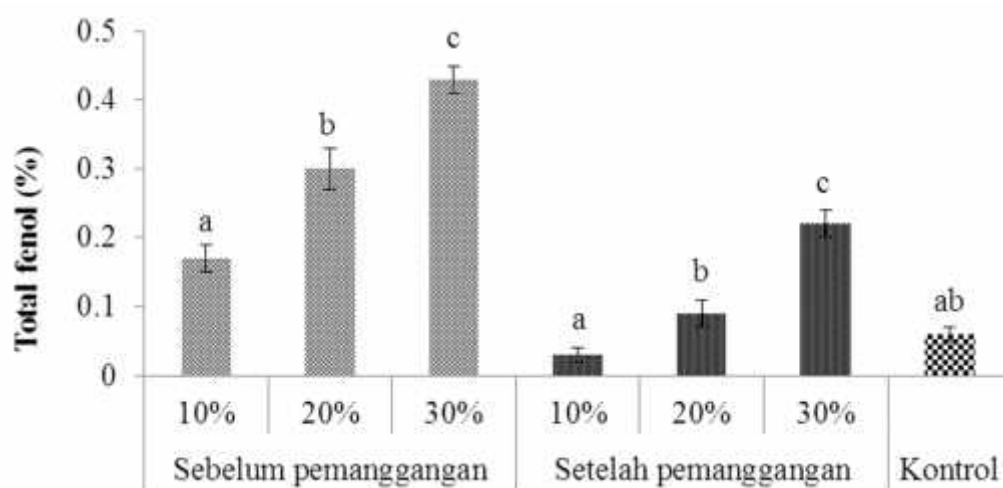 Total fenol (%)
0.5
0.4
0.3
0.2
0.1
0
a
b
c
a
b
c
ab
10% 20% 30% 10% 20% 30%
Sebelum pemanggangan Setelah pemanggangan Kontrol